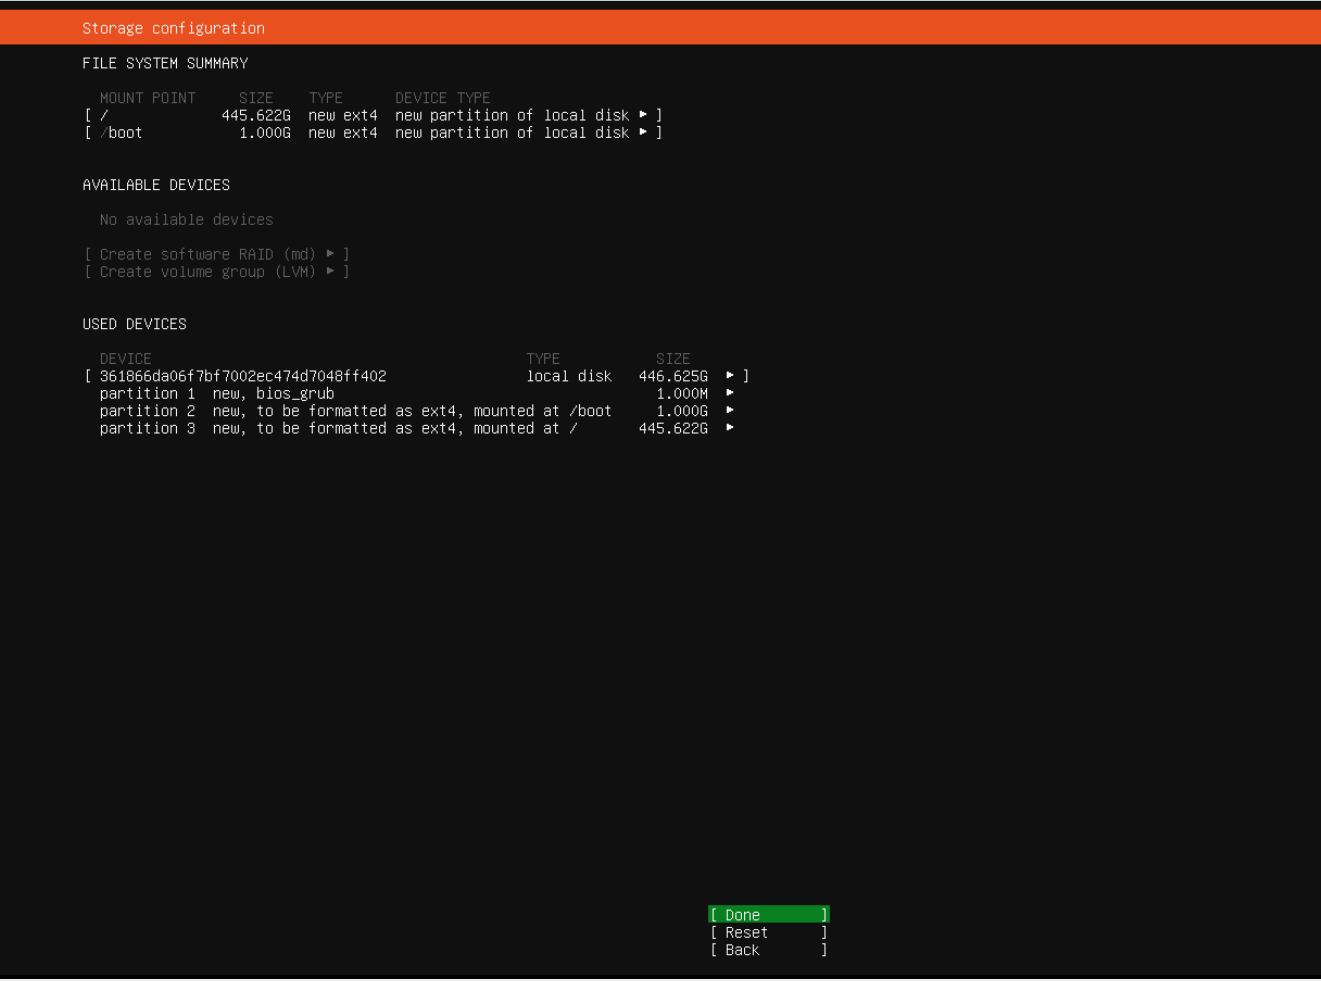 Storage configuration
FILE SYSTEM SUMMARY
MOUNT POINT SIZE TYPE DEVICE TYPE
[ / 445.622G new ext4 new partition of local disk ▸ ]
[ /boot 1.000G new ext4 new partition of local disk ▸ ]
AVAILABLE DEVICES
No available devices
[ Create software RAID (md) ▸ ]
[ Create volume group (LVM) ▸ ]
USED DEVICES
DEVICE TYPE SIZE
[ 361866da06f7bf7002ec474d7048ff402 local disk 446.625G ▸ ]
partition 1 new, bios_grub 1.000M ▸
partition 2 new, to be formatted as ext4, mounted at /boot 1.000G ▸
partition 3 new, to be formatted as ext4, mounted at / 445.622G ▸
[ Done ]
[ Reset ]
[ Back ]